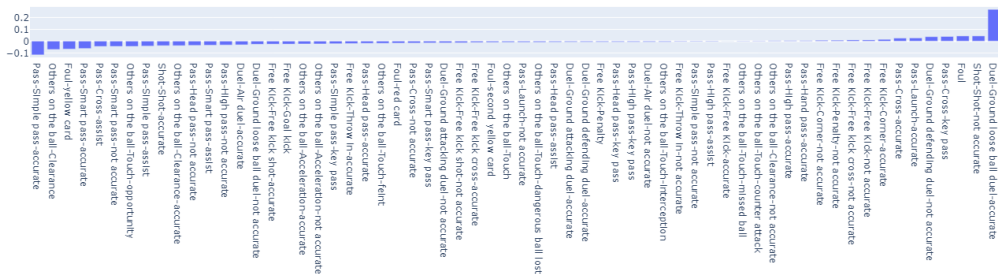 0.2
0.1
0
−0.1
Pass-Simple pass-accurate
Others on the ball-Clearance
Foul-yellow card
Pass-Smart pass-accurate
Pass-Cross-assist
Pass-Smart pass-not accurate
Others on the ball-Touch-opportunity
Pass-Simple pass-assist
Shot-Shot-accurate
Others on the ball-Clearance-accurate
Pass-Head pass-not accurate
Pass-Smart pass-assist
Pass-High pass-not accurate
Duel-Air duel-accurate
Duel-Ground loose ball duel-not accurate
Free Kick-Free kick shot-accurate
Free Kick-Goal kick
Others on the ball-Acceleration-accurate
Others on the ball-Acceleration-not accurate
Pass-Simple pass-key pass
Free Kick-Throw in-accurate
Pass-Head pass-accurate
Others on the ball-Touch-feint
Foul-red card
Pass-Cross-not accurate
Pass-Smart pass-key pass
Duel-Ground attacking duel-not accurate
Free Kick-Free kick shot-not accurate
Free Kick-Free kick cross-accurate
Foul-second yellow card
Others on the ball-Touch
Pass-Launch-not accurate
Others on the ball-Touch-dangerous ball lost
Pass-Head pass-assist
Duel-Ground attacking duel-accurate
Duel-Ground defending duel-accurate
Free Kick-Penalty
Pass-Head pass-key pass
Pass-High pass-key pass
Duel-Air duel-not accurate
Others on the ball-Touch-interception
Free Kick-Throw in-not accurate
Pass-Simple pass-not accurate
Pass-High pass-assist
Free Kick-Free Kick-accurate
Others on the ball-Touch-missed ball
Others on the ball-Touch-counter attack
Others on the ball-Clearance-not accurate
Pass-High pass-accurate
Pass-Hand pass-accurate
Free Kick-Corner-not accurate
Free Kick-Penalty-not accurate
Free Kick-Free kick cross-not accurate
Free Kick-Free Kick-not accurate
Free Kick-Corner-accurate
Pass-Cross-accurate
Pass-Launch-accurate
Duel-Ground defending duel-not accurate
Pass-Cross-key pass
Foul
Shot-Shot-not accurate
Duel-Ground loose ball duel-accurate